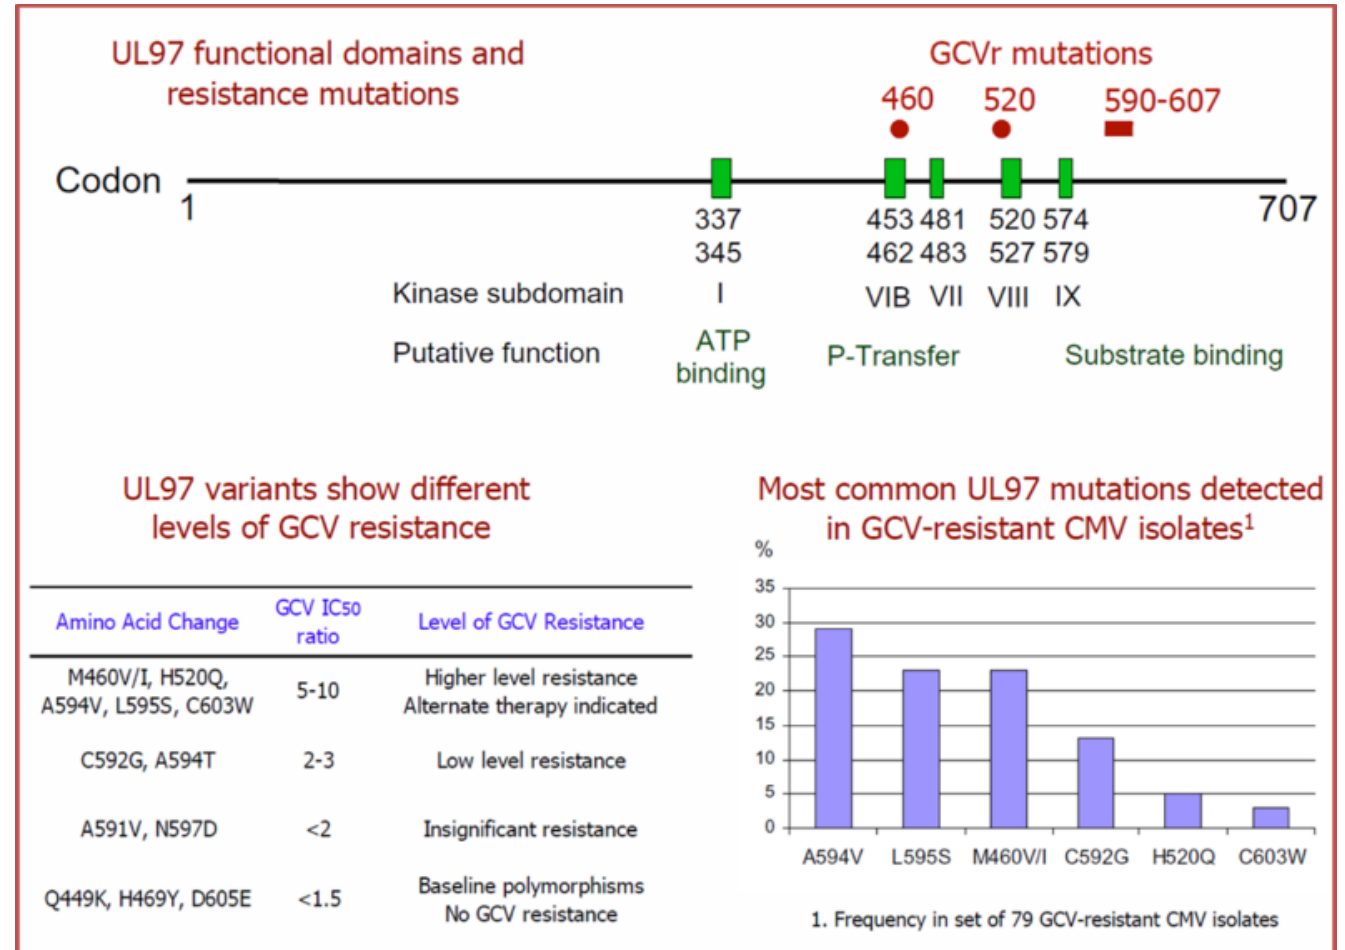 UL97 functional domains and
resistance mutations
GCVr mutations
460 520 590-607
Codon
1
707
337 453 481 520 574
345 462 483 527 579
Kinase subdomain I VIB VII VIII IX
Putative function ATP binding P-Transfer Substrate binding
UL97 variants show different
levels of GCV resistance
Amino Acid Change GCV IC50 ratio Level of GCV Resistance
M460V/I, H520Q,
A594V, L595S, C603W
5-10
Higher level resistance
Alternate therapy indicated
C592G, A594T 2-3 Low level resistance
A591V, N597D <2 Insignificant resistance
Q449K, H469Y, D605E <1.5
Baseline polymorphisms
No GCV resistance
Most common UL97 mutations detected
in GCV-resistant CMV isolates1
%
35
30
25
20
15
10
5
0
A594V L595S M460V/I C592G H520Q C603W
1. Frequency in set of 79 GCV-resistant CMV isolates